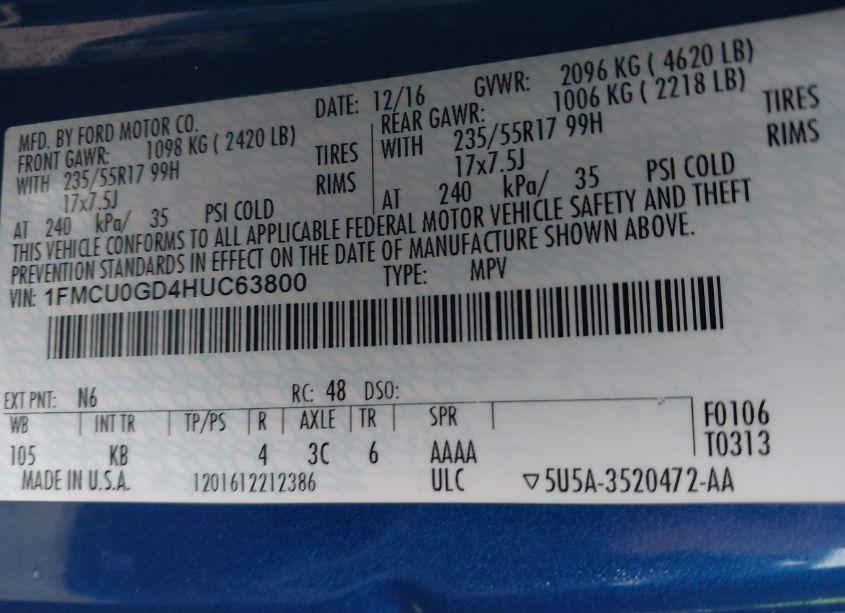 MFD. BY FORD MOTOR CO. DATE: 12/16 GVWR: 2096 KG ( 4620 LB)
FRONT GAWR: 1098 KG ( 2420 LB) REAR GAWR: 1006 KG ( 2218 LB)
WITH 235/55R17 99H TIRES WITH 235/55R17 99H TIRES
17x7.5J RIMS 17x7.5J RIMS
AT 240 kPa/ 35 PSI COLD AT 240 kPa/ 35 PSI COLD
THIS VEHICLE CONFORMS TO ALL APPLICABLE FEDERAL MOTOR VEHICLE SAFETY AND THEFT
PREVENTION STANDARDS IN EFFECT ON THE DATE OF MANUFACTURE SHOWN ABOVE.
VIN: 1FMCU0GD4HUC63800 TYPE: MPV
EXT PNT: N6 RC: 48 DSO:
WB | INT TR | TP/PS | R | AXLE | TR | SPR | F0106
105 KB 4 3C 6 AAAA T0313
MADE IN U.S.A. 1201612212386 ULC ▽5U5A-3520472-AA